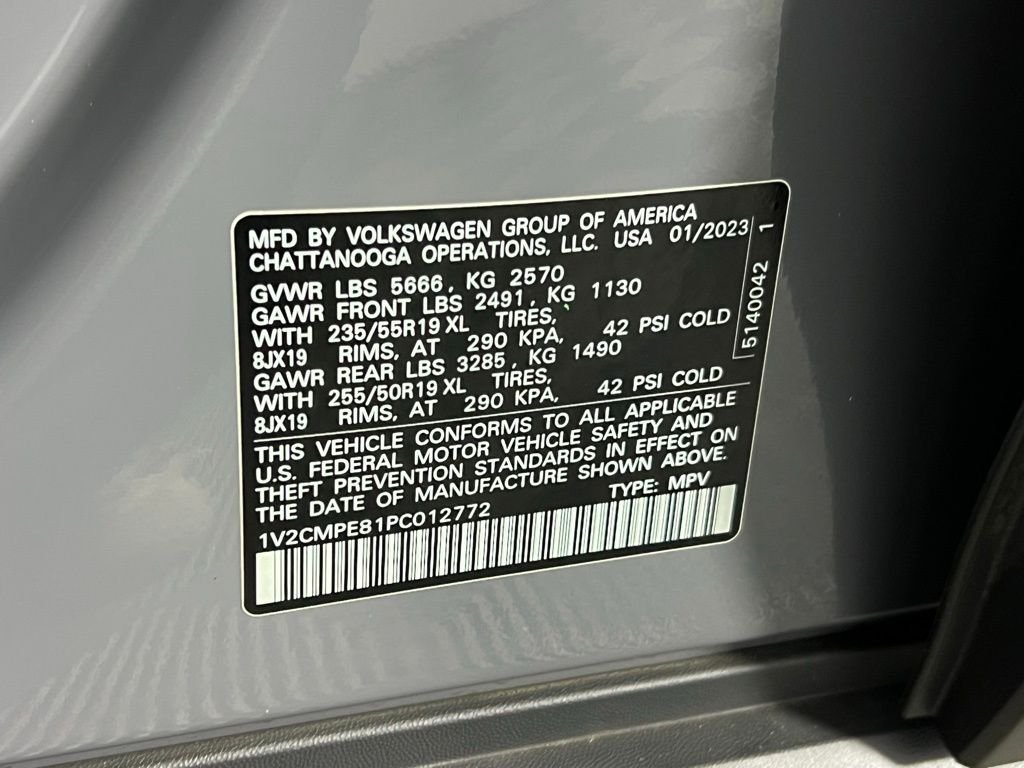 MFD BY VOLKSWAGEN GROUP OF AMERICA
CHATTANOOGA OPERATIONS, LLC. USA 01/2023
GVWR LBS 5666, KG 2570
GAWR FRONT LBS 2491, KG 1130
WITH 235/55R19 XL TIRES,
8JX19 RIMS, AT 290 KPA, 42 PSI COLD
GAWR REAR LBS 3285, KG 1490
WITH 255/50R19 XL TIRES,
8JX19 RIMS, AT 290 KPA, 42 PSI COLD
THIS VEHICLE CONFORMS TO ALL APPLICABLE
U.S. FEDERAL MOTOR VEHICLE SAFETY AND
THEFT PREVENTION STANDARDS IN EFFECT ON
THE DATE OF MANUFACTURE SHOWN ABOVE.
1V2CMPE81PC012772 TYPE: MPV
5140042 1